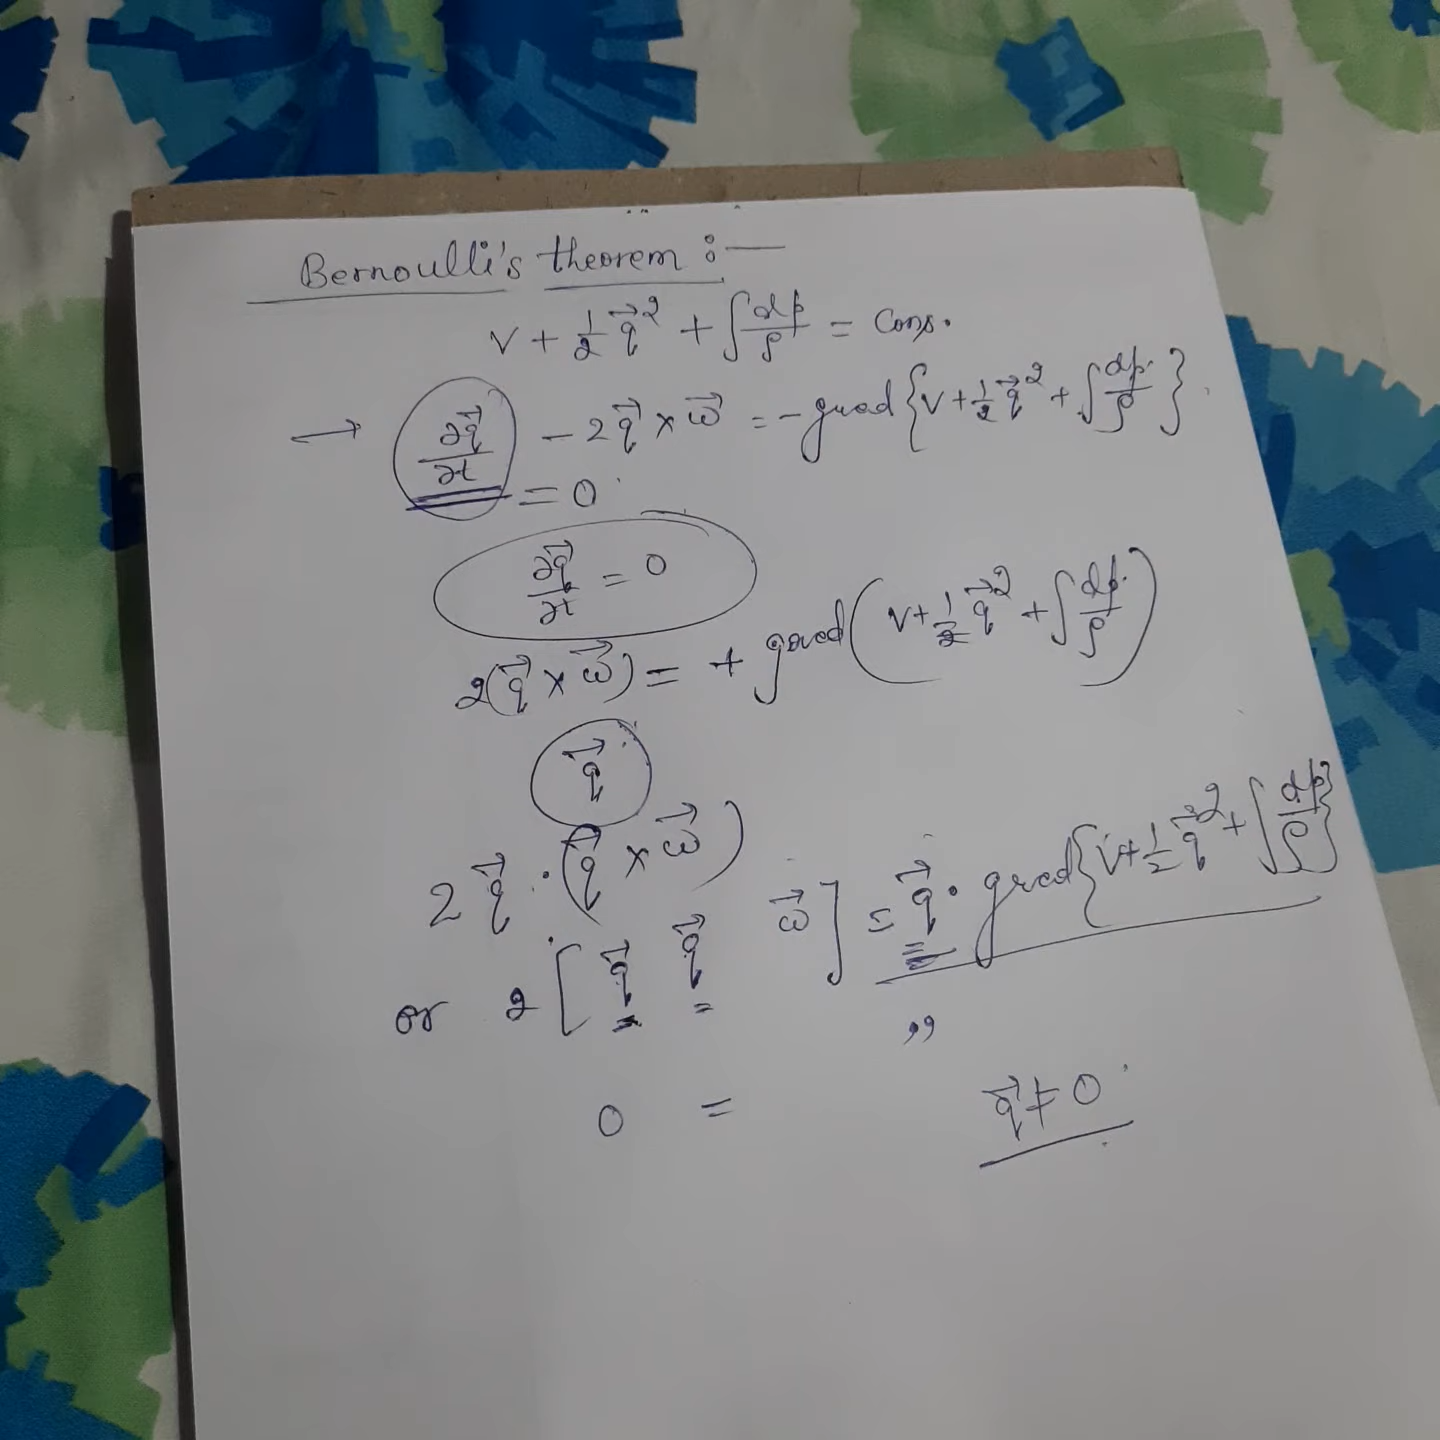 Bernoulli's theorem :—
V + 1/2 q⃗² + ∫ dp/ρ = Cons.
→ ∂q⃗/∂t − 2q⃗ × ω⃗ = − grad {V + 1/2 q⃗² + ∫ dp/ρ}.
= 0
∂q⃗/∂t = 0
2(q⃗ × ω⃗) = + grad (V + 1/2 q⃗² + ∫ dp/ρ)
q⃗
2 q⃗ · (q⃗ × ω⃗) = q⃗ · grad {V + 1/2 q⃗² + ∫ dp/ρ}
or 2 [q⃗ q⃗ ω⃗] ,,
0 = q⃗ ≠ 0